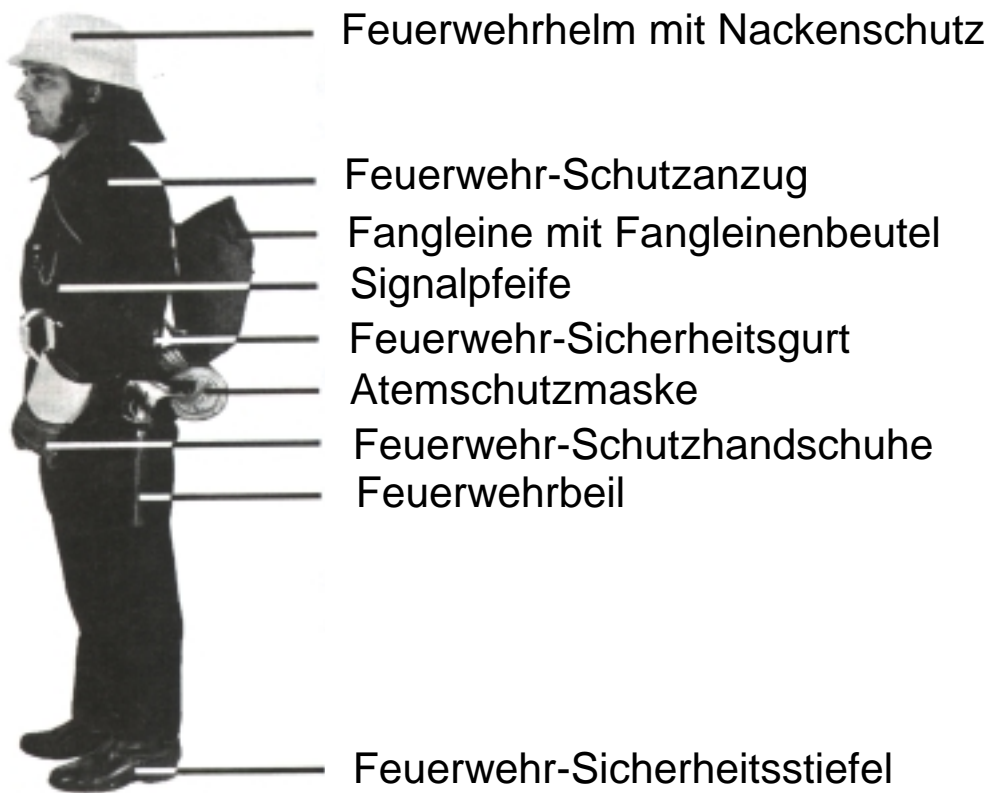 Feuerwehrhelm mit Nackenschutz
Feuerwehr-Schutzanzug
Fangleine mit Fangleinenbeutel
Signalpfeife
Feuerwehr-Sicherheitsgurt
Atemschutzmaske
Feuerwehr-Schutzhandschuhe
Feuerwehrbeil
Feuerwehr-Sicherheitsstiefel